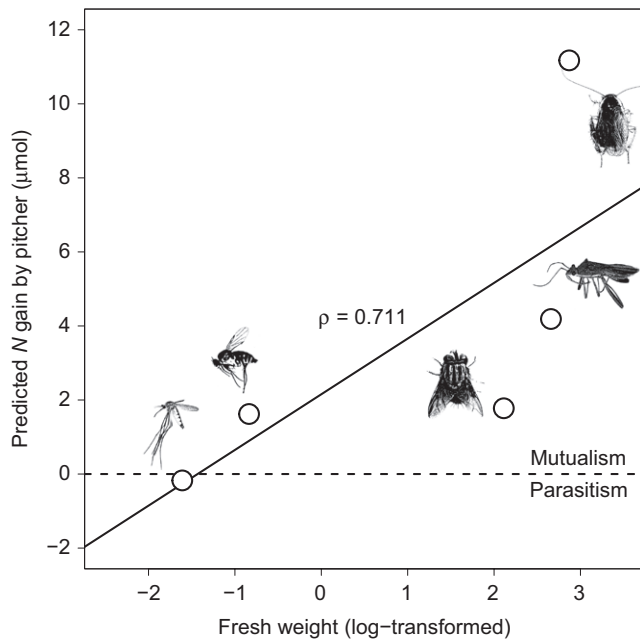 12
10
8
6
4
2
0
−2
Predicted N gain by pitcher (μmol)
ρ = 0.711
Mutualism
Parasitism
−2 −1 0 1 2 3
Fresh weight (log−transformed)